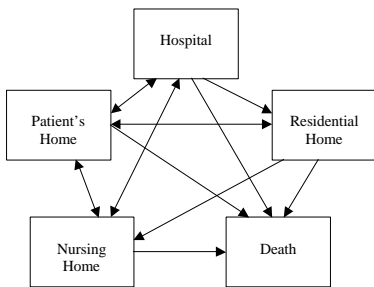 Hospital
Patient's
Home
Residential
Home
Nursing
Home
Death